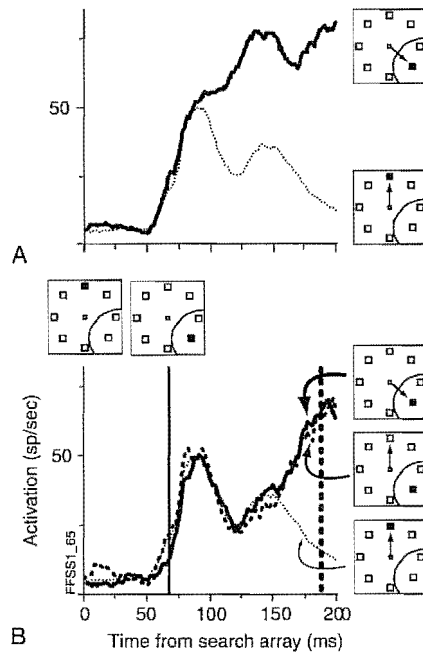 A
50
B
Activation (sp/sec)
50
FFSS1_65
0 50 100 150 200
Time from search array (ms)